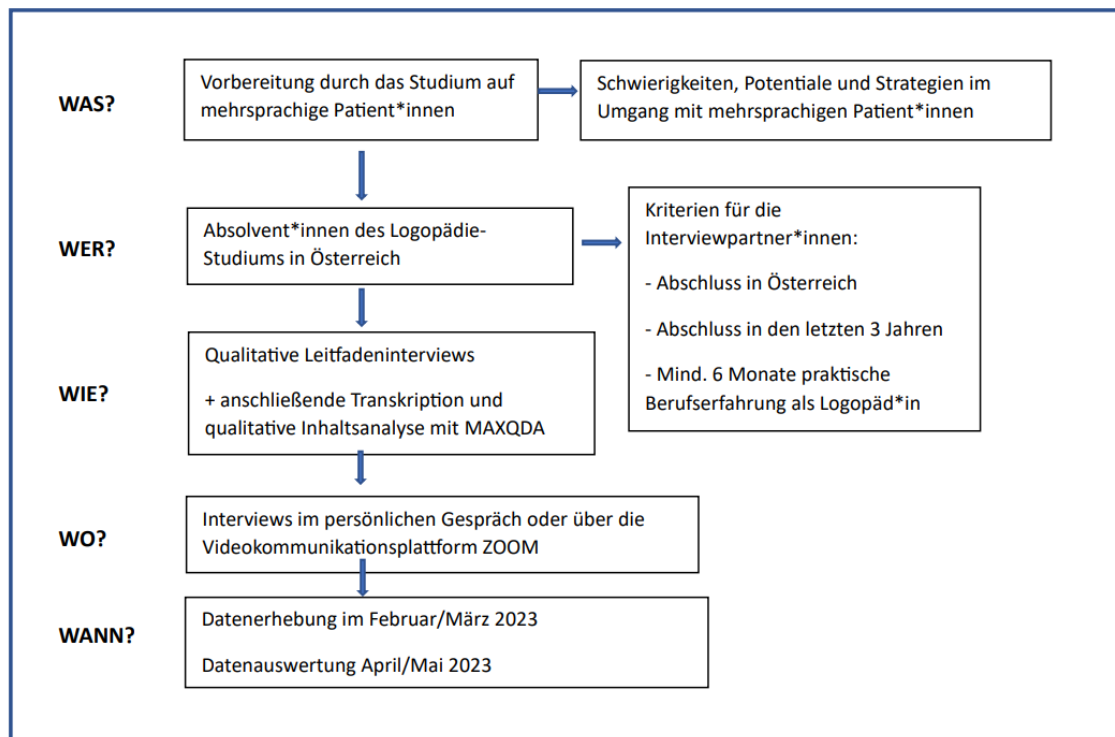 WAS?
Vorbereitung durch das Studium auf
mehrsprachige Patient*innen
Schwierigkeiten, Potentiale und Strategien im
Umgang mit mehrsprachigen Patient*innen
WER?
Absolvent*innen des Logopädie-
Studiums in Österreich
Kriterien für die
Interviewpartner*innen:
- Abschluss in Österreich
- Abschluss in den letzten 3 Jahren
- Mind. 6 Monate praktische
Berufserfahrung als Logopäd*in
WIE?
Qualitative Leitfadeninterviews
+ anschließende Transkription und
qualitative Inhaltsanalyse mit MAXQDA
WO?
Interviews im persönlichen Gespräch oder über die
Videokommunikationsplattform ZOOM
WANN?
Datenerhebung im Februar/März 2023
Datenauswertung April/Mai 2023